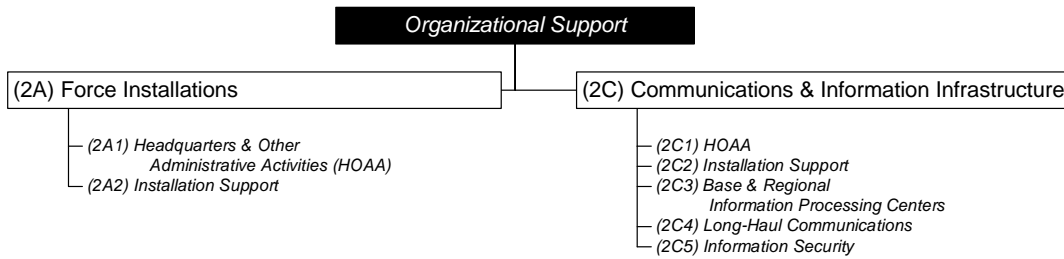 Organizational Support
(2A) Force Installations
(2A1) Headquarters & Other
Administrative Activities (HOAA)
(2A2) Installation Support
(2C) Communications & Information Infrastructure
(2C1) HOAA
(2C2) Installation Support
(2C3) Base & Regional
Information Processing Centers
(2C4) Long-Haul Communications
(2C5) Information Security